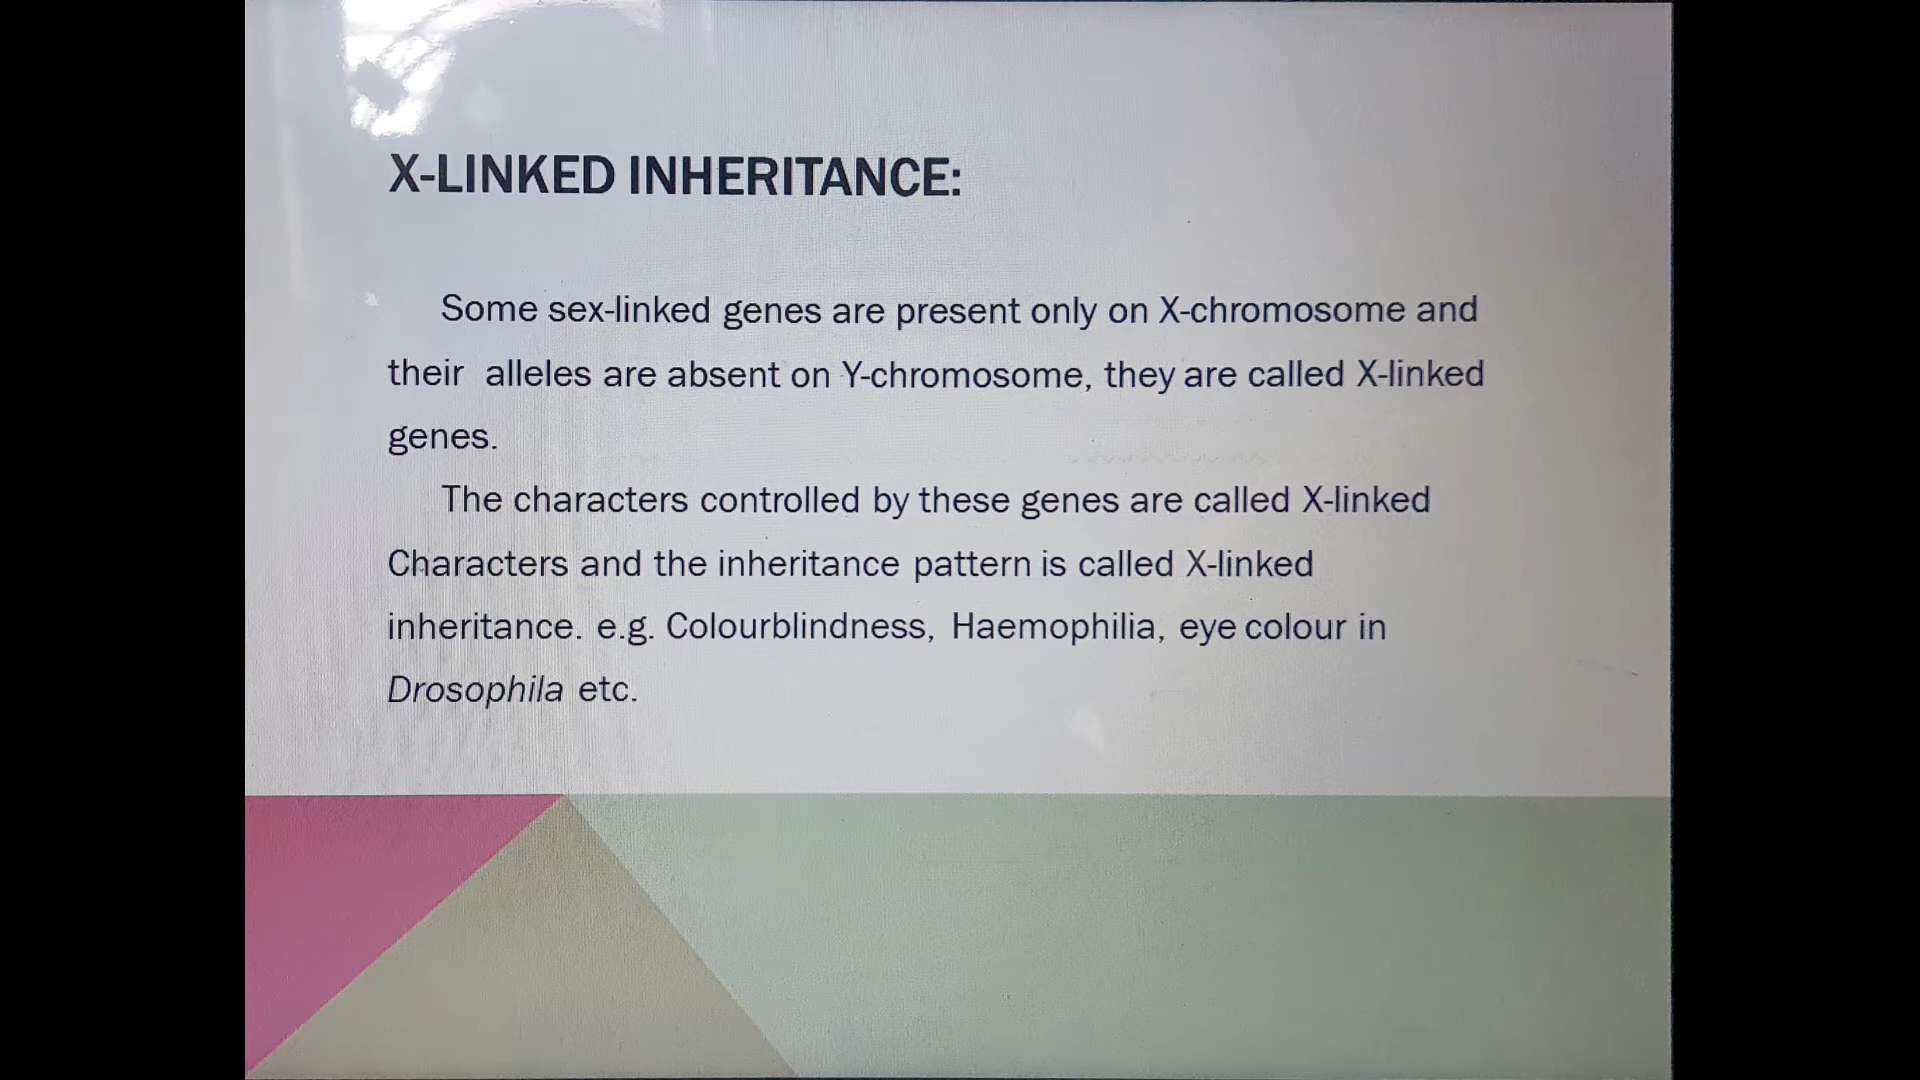 X-LINKED INHERITANCE:
Some sex-linked genes are present only on X-chromosome and
their alleles are absent on Y-chromosome, they are called X-linked
genes.
The characters controlled by these genes are called X-linked
Characters and the inheritance pattern is called X-linked
inheritance. e.g. Colourblindness, Haemophilia, eye colour in
Drosophila etc.